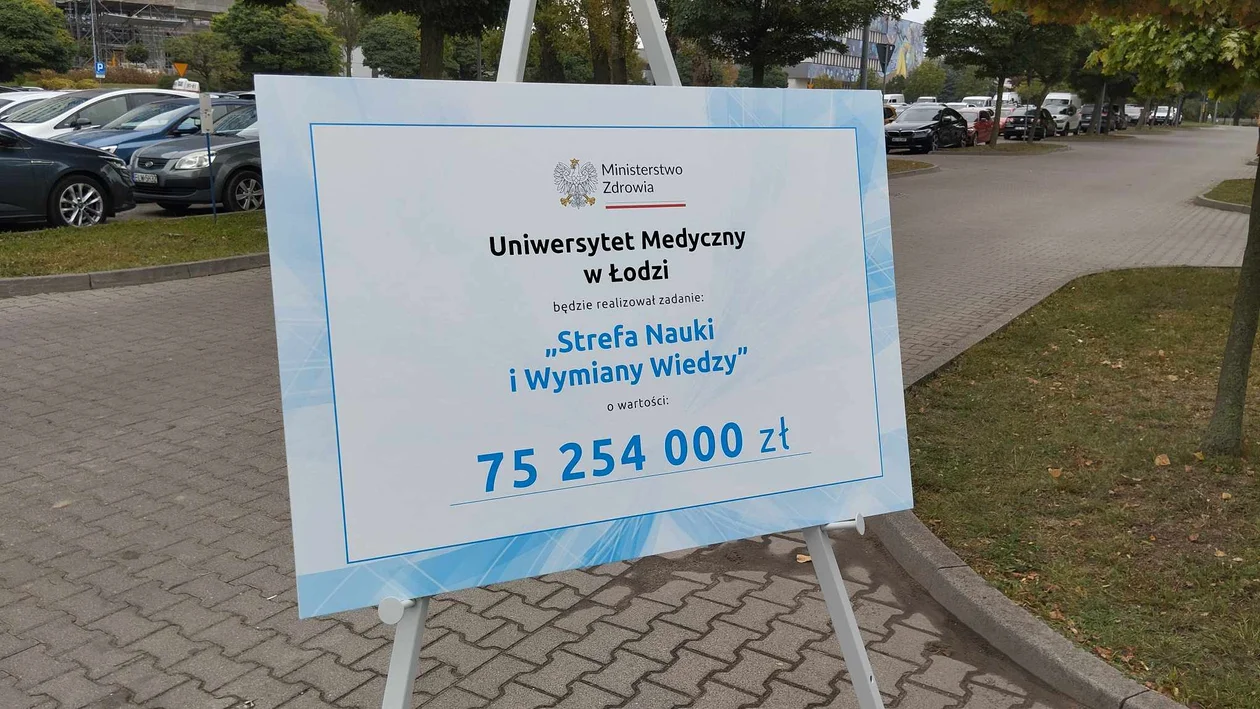 Ministerstwo
Zdrowia
Uniwersytet Medyczny
w Łodzi
będzie realizował zadanie:
„Strefa Nauki
i Wymiany Wiedzy”
o wartości:
75 254 000 zł